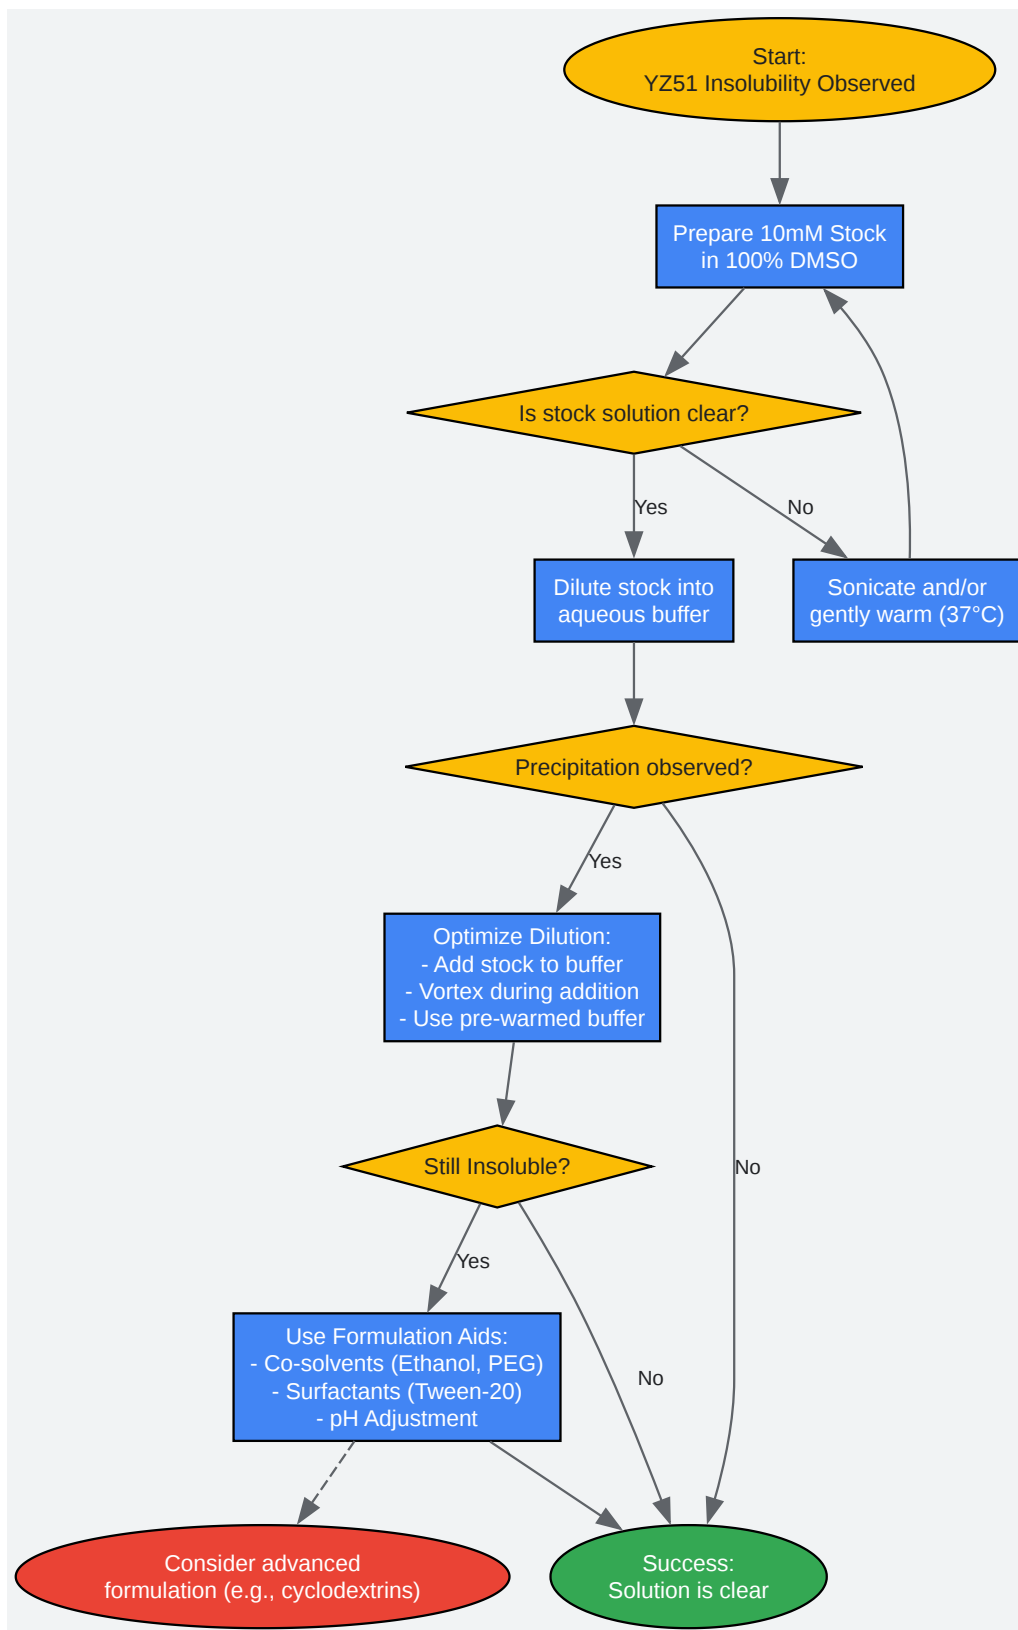 Start:
YZ51 Insolubility Observed
Prepare 10mM Stock
in 100% DMSO
Is stock solution clear?
Yes
No
Dilute stock into
aqueous buffer
Sonicate and/or
gently warm (37°C)
Precipitation observed?
Yes
Optimize Dilution:
- Add stock to buffer
- Vortex during addition
- Use pre-warmed buffer
Still Insoluble?
No
Yes
Use Formulation Aids:
- Co-solvents (Ethanol, PEG)
- Surfactants (Tween-20)
- pH Adjustment
No
Consider advanced
formulation (e.g., cyclodextrins)
Success:
Solution is clear